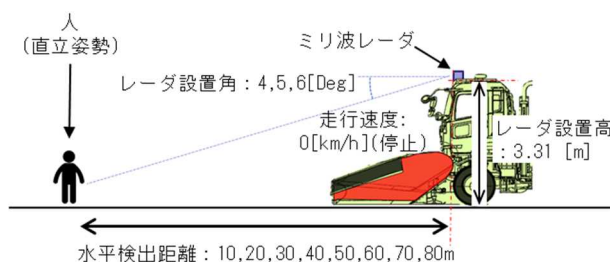 人
(直立姿勢)
ミリ波レーダ
レーダ設置角：4,5,6[Deg]
走行速度:
0[km/h](停止)
レーダ設置高
：3.31 [m]
水平検出距離：10,20,30,40,50,60,70,80m